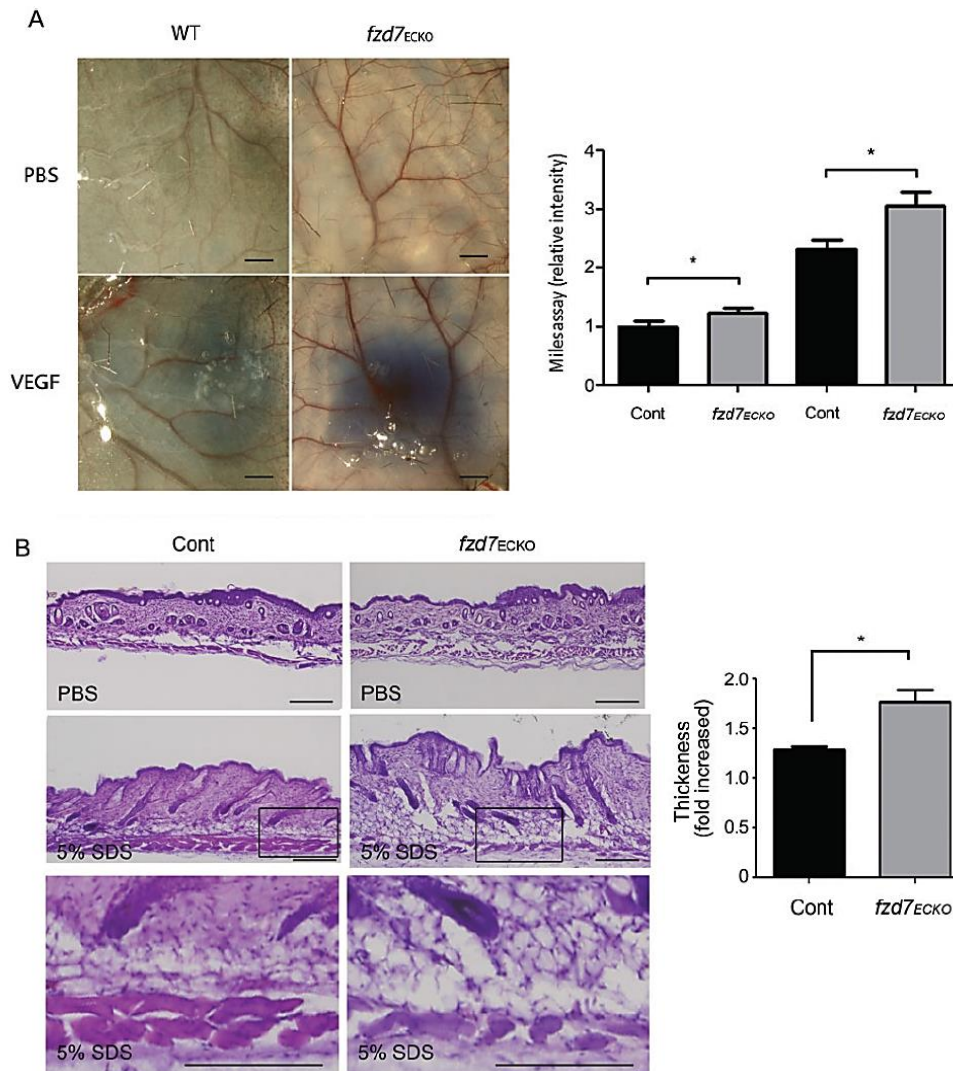 A
WT
fzd7ECKO
PBS
VEGF
Milesassay (relative intensity)
4
3
2
1
0
*
*
Cont
fzd7ECKO
Cont
fzd7ECKO
B
Cont
fzd7ECKO
PBS
PBS
5% SDS
5% SDS
5% SDS
5% SDS
Thickeness
(fold increased)
2.0
1.5
1.0
0.5
0
*
Cont
fzd7ECKO